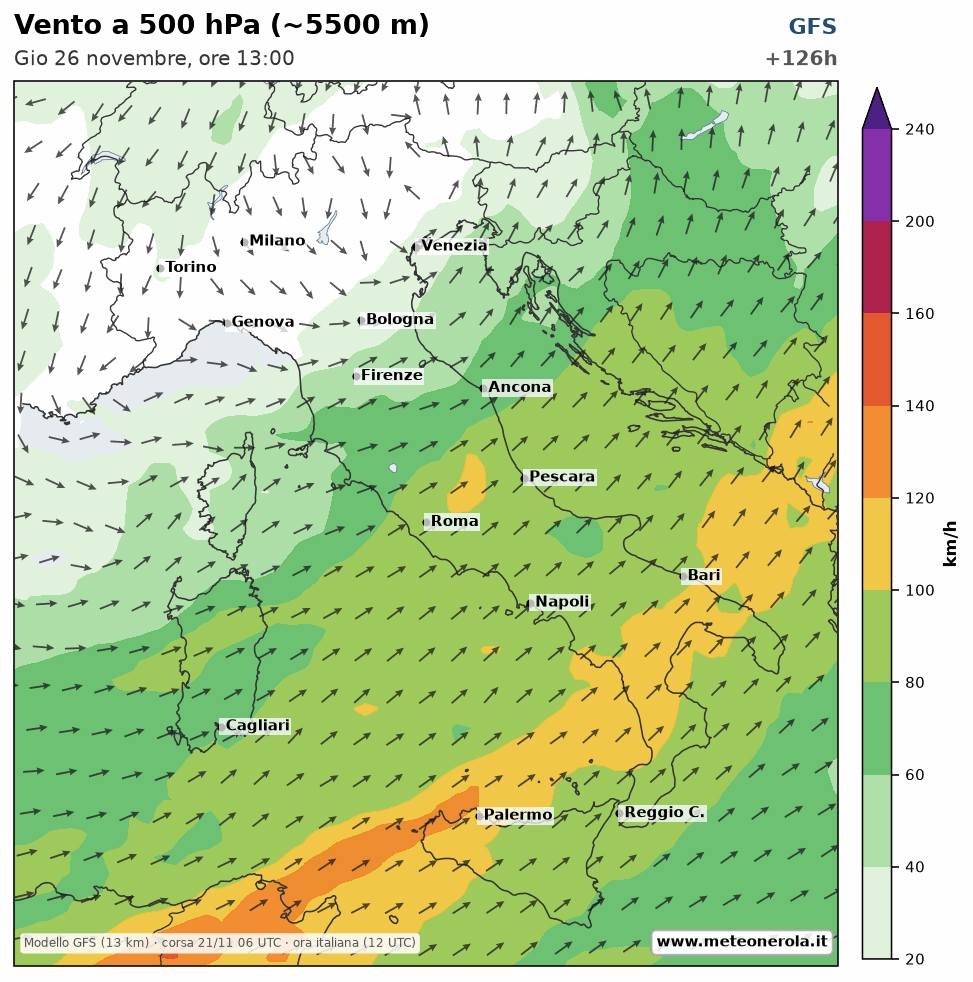 Vento a 500 hPa (~5500 m)
GFS
Gio 26 novembre, ore 13:00
+126h
240
200
160
140
120
100
80
60
40
20
km/h
Milano
Venezia
Torino
Genova
Bologna
Firenze
Ancona
Pescara
Roma
Bari
Napoli
Cagliari
Palermo
Reggio C.
Modello GFS (13 km) · corsa 21/11 06 UTC · ora italiana (12 UTC)
www.meteonerola.it